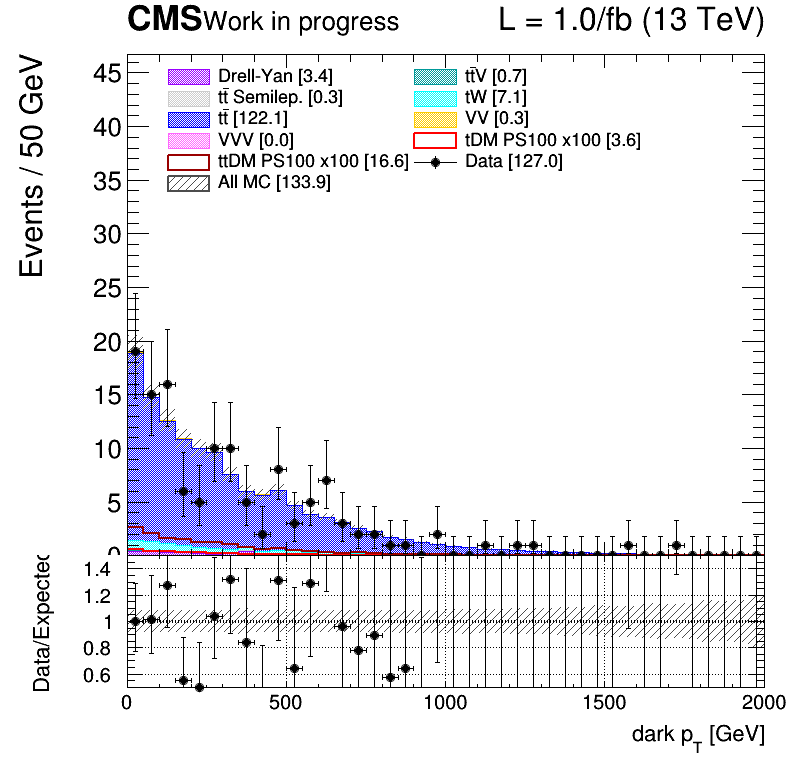 CMS Work in progress L = 1.0/fb (13 TeV)
Events / 50 GeV
45
40
35
30
25
20
15
10
5
0
Drell-Yan [3.4]
tt̄V [0.7]
tt̄ Semilep. [0.3]
tW [7.1]
tt̄ [122.1]
VV [0.3]
VVV [0.0]
tDM PS100 x100 [3.6]
ttDM PS100 x100 [16.6]
Data [127.0]
All MC [133.9]
Data/Expected
1.4
1.2
1
0.8
0.6
0 500 1000 1500 2000
dark p_T [GeV]